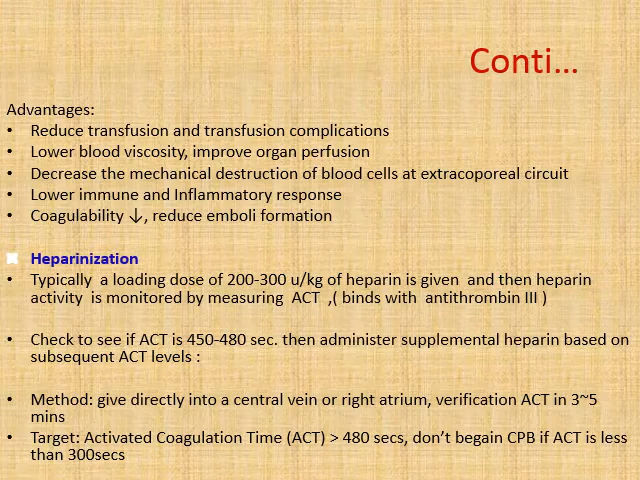 Conti...
Advantages:
• Reduce transfusion and transfusion complications
• Lower blood viscosity, improve organ perfusion
• Decrease the mechanical destruction of blood cells at extracoporeal circuit
• Lower immune and Inflammatory response
• Coagulability ↓, reduce emboli formation
Heparinization
• Typically a loading dose of 200-300 u/kg of heparin is given and then heparin
activity is monitored by measuring ACT ,( binds with antithrombin III )
• Check to see if ACT is 450-480 sec. then administer supplemental heparin based on
subsequent ACT levels :
• Method: give directly into a central vein or right atrium, verification ACT in 3~5
mins
• Target: Activated Coagulation Time (ACT) > 480 secs, don't begain CPB if ACT is less
than 300secs